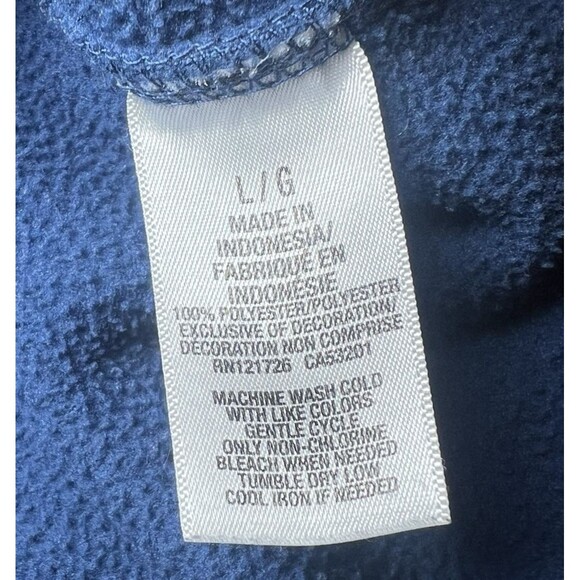 L/G
MADE IN
INDONESIA/
FABRIQUE EN
INDONESIE
100% POLYESTER/POLYESTER
EXCLUSIVE OF DECORATION/
DECORATION NON COMPRISE
RN121726 CA53201
MACHINE WASH COLD
WITH LIKE COLORS
GENTLE CYCLE
ONLY NON-CHLORINE
BLEACH WHEN NEEDED
TUMBLE DRY LOW
COOL IRON IF NEEDED